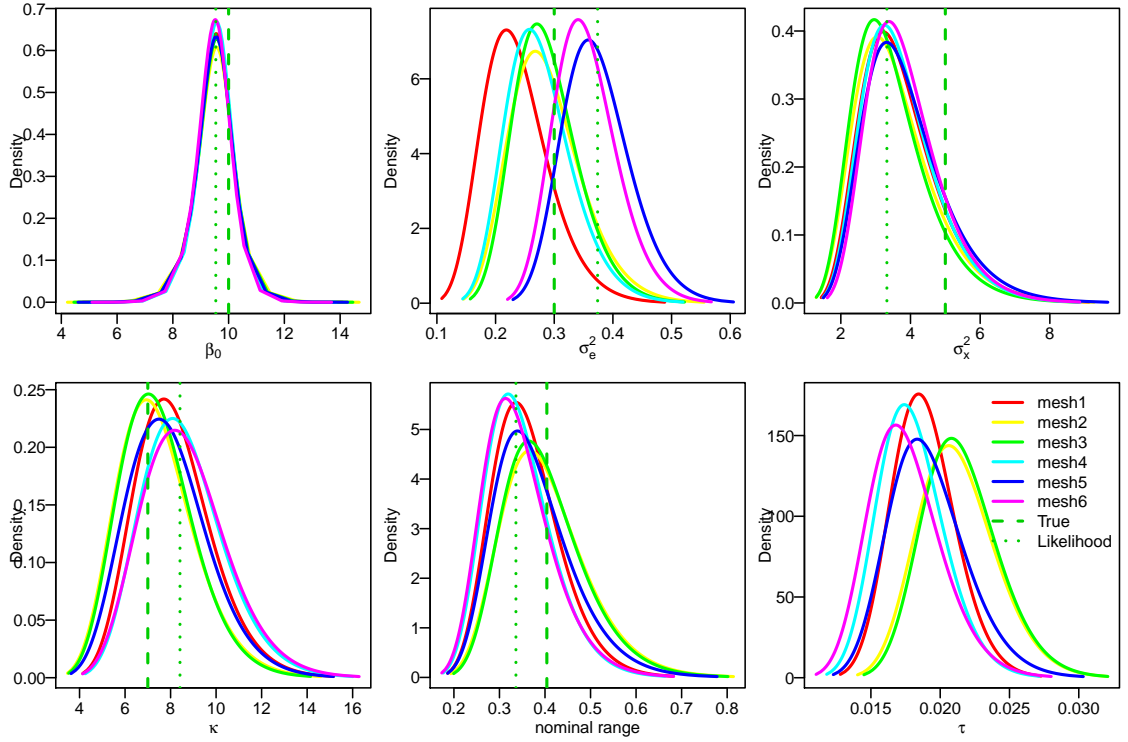 0.7
0.6
0.5
0.4
0.3
0.2
0.1
0.0
Density
4 6 8 10 12 14
β0
6
4
2
0
Density
0.1 0.2 0.3 0.4 0.5 0.6
σe2
0.4
0.3
0.2
0.1
0.0
Density
2 4 6 8
σx2
0.25
0.20
0.15
0.10
0.05
0.00
Density
4 6 8 10 12 14 16
κ
5
4
3
2
1
0
Density
0.2 0.3 0.4 0.5 0.6 0.7 0.8
nominal range
150
100
50
0
Density
0.015 0.020 0.025 0.030
τ
mesh1
mesh2
mesh3
mesh4
mesh5
mesh6
True
Likelihood